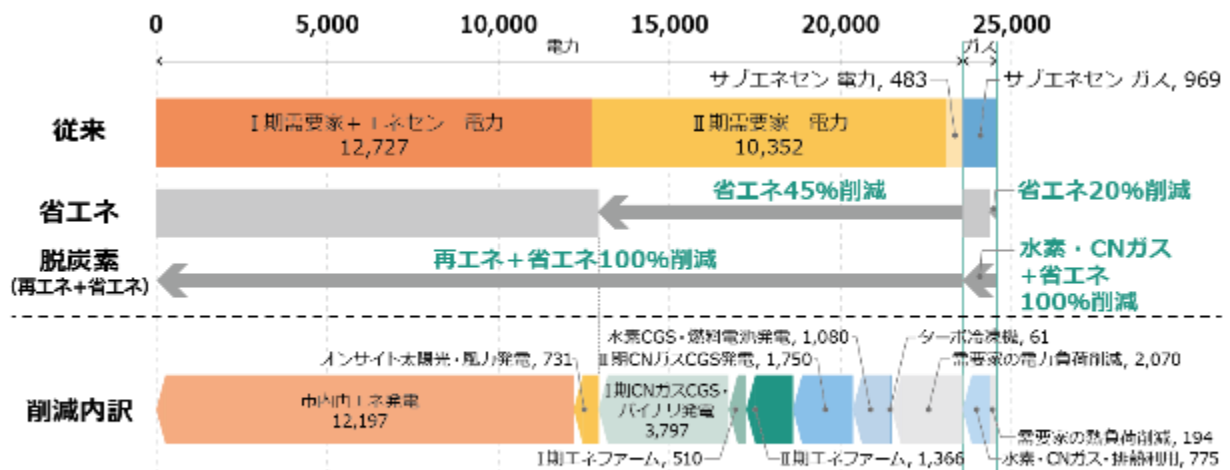 0 5,000 10,000 15,000 20,000 25,000
電力 ガス
サブエネセン 電力, 483 サブエネセン ガス, 969
従来
Ⅰ期需要家+エネセン 電力
12,727
Ⅱ期需要家 電力
10,352
省エネ
省エネ45%削減
省エネ20%削減
脱炭素
(再エネ+省エネ)
再エネ+省エネ100%削減
水素・CNガス
+省エネ
100%削減
水素CGS・燃料電池発電, 1,080 ターボ冷凍機, 61
オンサイト太陽光・風力発電, 731 Ⅱ期CNガスCGS発電, 1,750 需要家の電力負荷削減, 2,070
削減内訳
市内再エネ発電
12,197
Ⅰ期CNガスCGS・
バイナリ発電
3,797
需要家の熱負荷削減, 194
Ⅰ期エネファーム, 510 Ⅱ期エネファーム, 1,366 水素・CNガス・排熱利用, 775